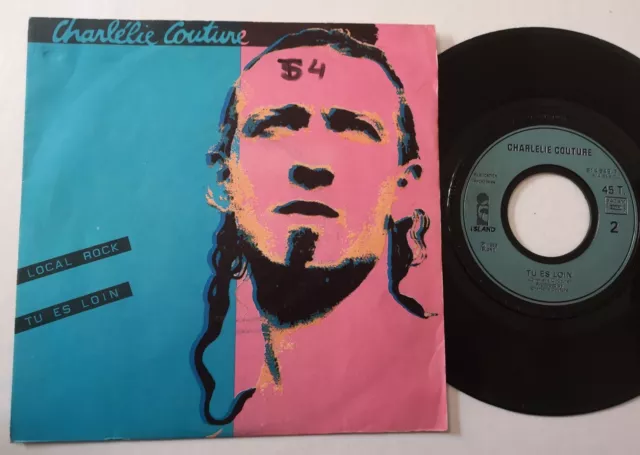 Charlélie Couture
54
LOCAL ROCK
TU ES LOIN
CHARLELIE COUTURE
45 T.
ISLAND
2
TU ES LOIN